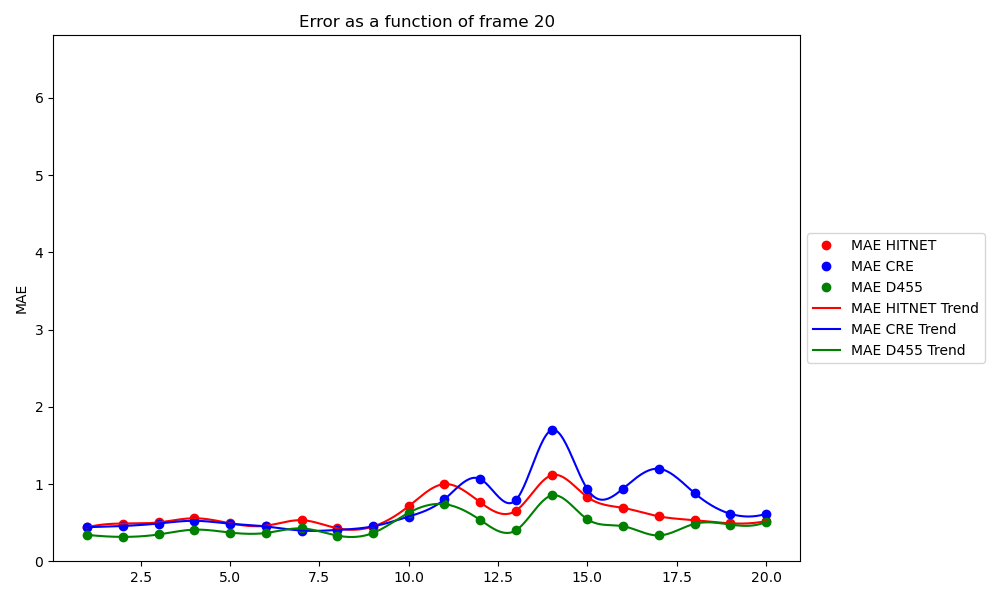 Error as a function of frame 20
MAE
6
5
4
3
2
1
0
2.5
5.0
7.5
10.0
12.5
15.0
17.5
20.0
MAE HITNET
MAE CRE
MAE D455
MAE HITNET Trend
MAE CRE Trend
MAE D455 Trend